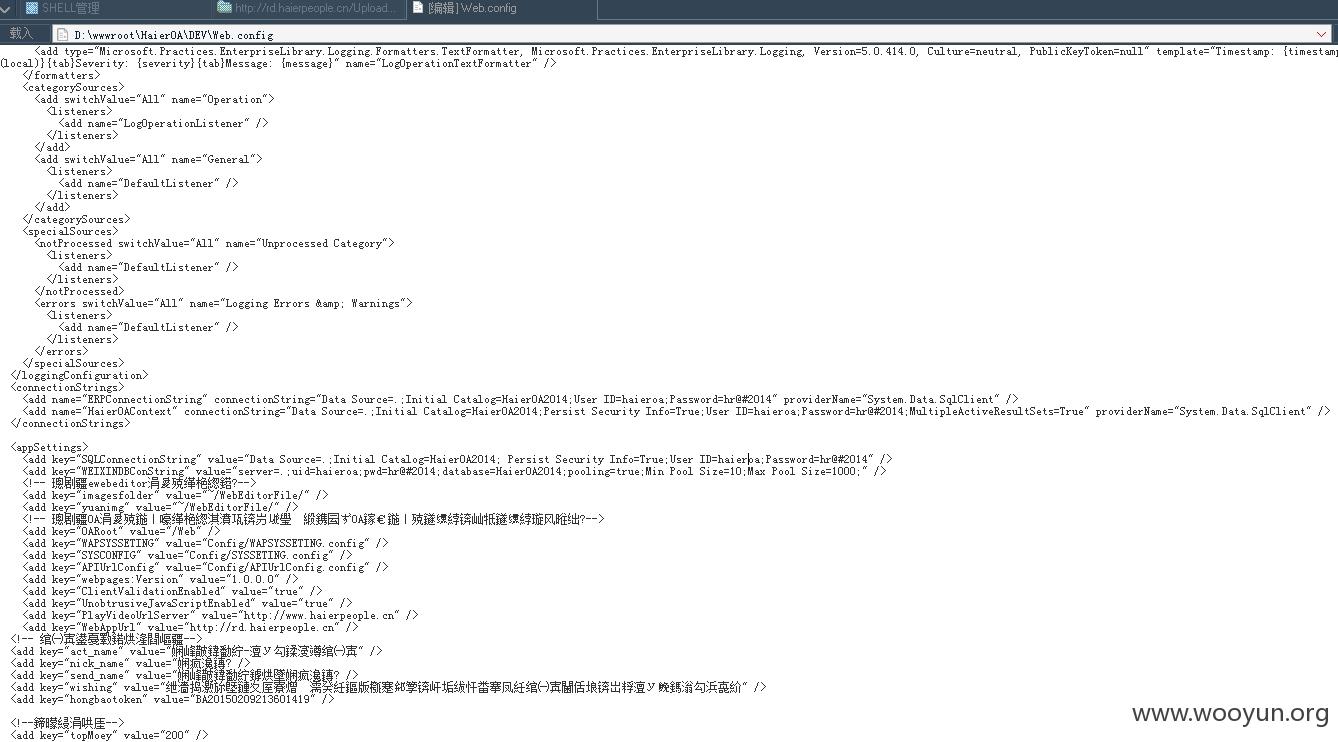 SHELL管理 http://rd.haierpeople.cn/Upload... [编辑] Web.config
载入 D:\wwwroot\HaierOA\DEV\Web.config
<add type="Microsoft.Practices.EnterpriseLibrary.Logging.Formatters.TextFormatter, Microsoft.Practices.EnterpriseLibrary.Logging, Version=5.0.414.0, Culture=neutral, PublicKeyToken=null" template="Timestamp: {timestamp
(local)}{tab}Severity: {severity}{tab}Message: {message}" name="LogOperationTextFormatter" />
</formatters>
<categorySources>
<add switchValue="All" name="Operation">
<listeners>
<add name="LogOperationListener" />
</listeners>
</add>
<add switchValue="All" name="General">
<listeners>
<add name="DefaultListener" />
</listeners>
</add>
</categorySources>
<specialSources>
<notProcessed switchValue="All" name="Unprocessed Category">
<listeners>
<add name="DefaultListener" />
</listeners>
</notProcessed>
<errors switchValue="All" name="Logging Errors &amp; Warnings">
<listeners>
<add name="DefaultListener" />
</listeners>
</errors>
</specialSources>
</loggingConfiguration>
<connectionStrings>
<add name="ERPConnectionString" connectionString="Data Source=.;Initial Catalog=HaierOA2014;User ID=haieroa;Password=hr@#2014" providerName="System.Data.SqlClient" />
<add name="HaierOAContext" connectionString="Data Source=.;Initial Catalog=HaierOA2014;Persist Security Info=True;User ID=haieroa;Password=hr@#2014;MultipleActiveResultSets=True" providerName="System.Data.SqlClient" />
</connectionStrings>
<appSettings>
<add key="SQLConnectionString" value="Data Source=.;Initial Catalog=HaierOA2014; Persist Security Info=True;User ID=haieroa;Password=hr@#2014" />
<add key="WEIXINDBConString" value="server=.;uid=haieroa;pwd=hr@#2014;database=HaierOA2014;pooling=true;Min Pool Size=10;Max Pool Size=1000;" />
<add key="imagesfolder" value="~/WebEditorFile/" />
<add key="yuanimg" value="~/WebEditorFile/" />
<add key="OARoot" value="/Web" />
<add key="WAPSYSSETING" value="Config/WAPSYSSETING.config" />
<add key="SYSCONFIG" value="Config/SYSSETING.config" />
<add key="APIUrlConfig" value="Config/APIUrlConfig.config" />
<add key="webpages:Version" value="1.0.0.0" />
<add key="ClientValidationEnabled" value="true" />
<add key="UnobtrusiveJavaScriptEnabled" value="true" />
<add key="PlayVideoUrlServer" value="http://www.haierpeople.cn" />
<add key="WebAppUrl" value="http://rd.haierpeople.cn" />
<add key="act_name" value="
<add key="nick_name" value="
<add key="send_name" value="
<add key="wishing" value="
<add key="hongbaotoken" value="BA20150209213601419" />
<add key="topMoey" value="200" />
www.wooyun.org